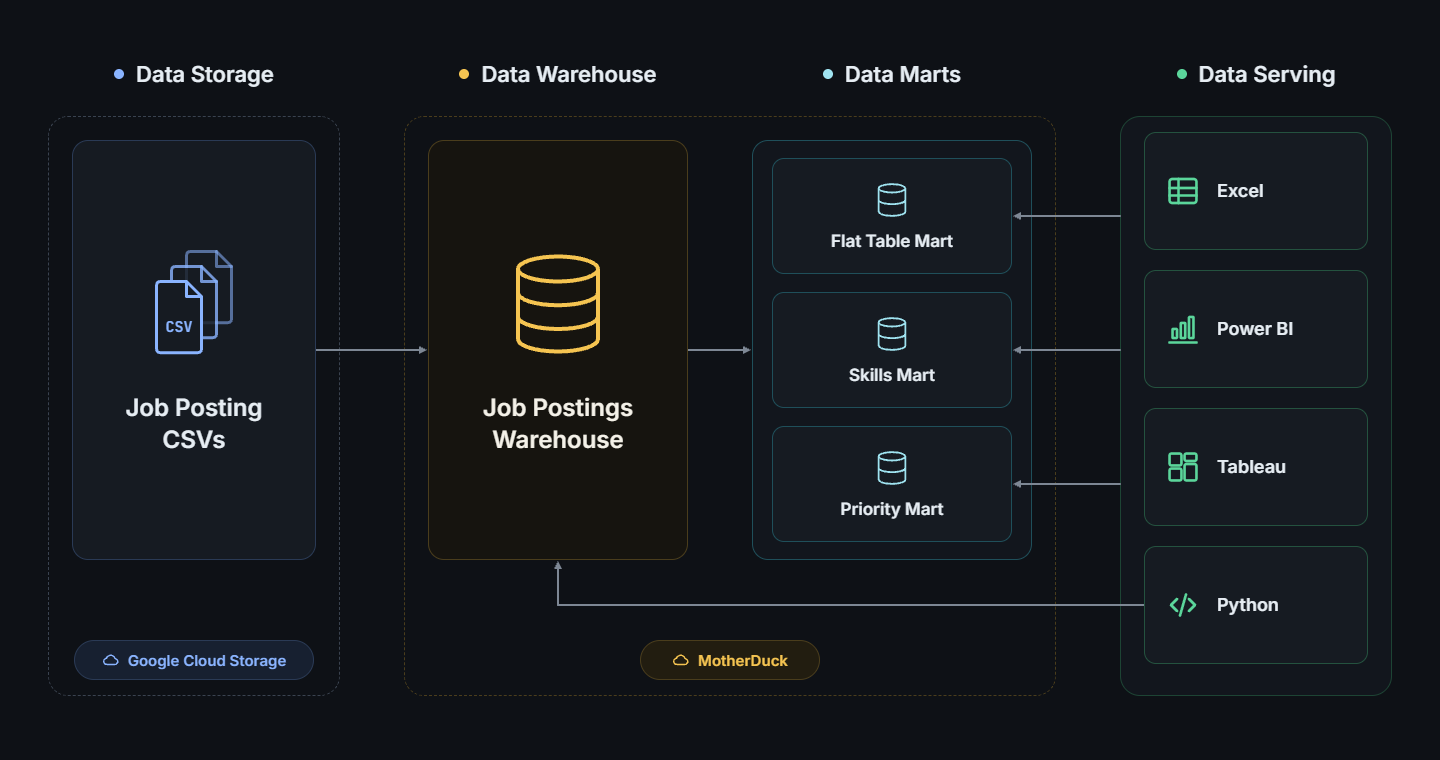 Data Storage
Data Warehouse
Data Marts
Data Serving
CSV
Job Posting
CSVs
Google Cloud Storage
Job Postings
Warehouse
Flat Table Mart
Skills Mart
Priority Mart
MotherDuck
Excel
Power BI
Tableau
Python